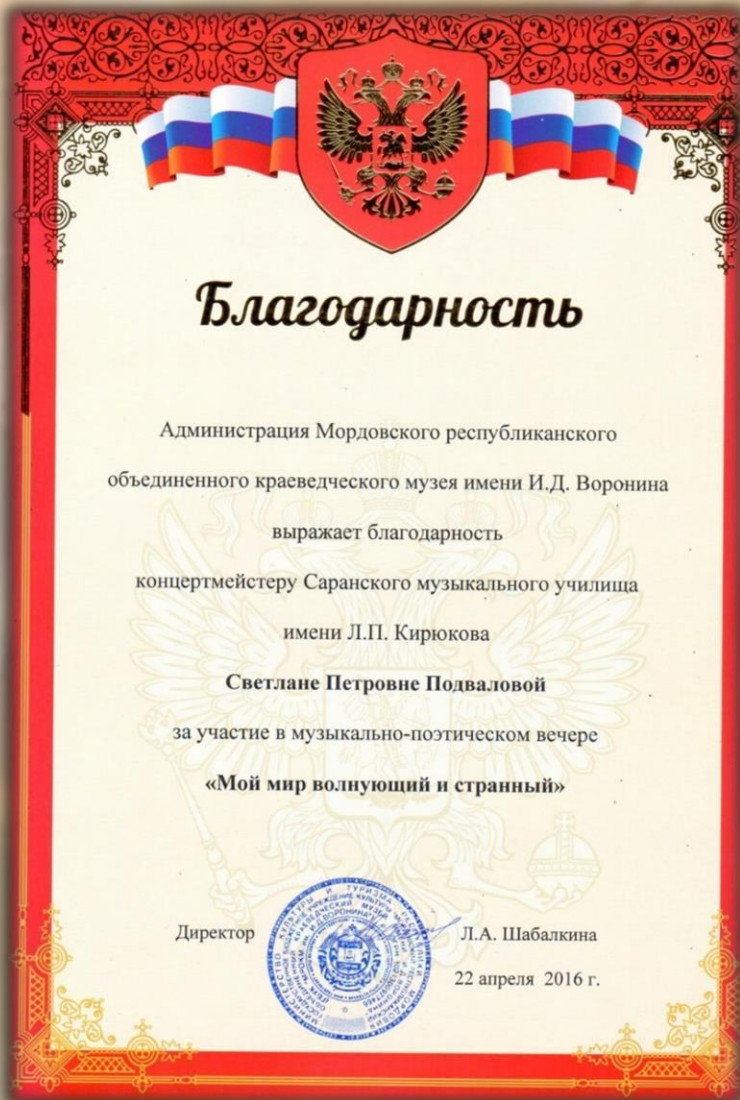 Благодарность
Администрация Мордовского республиканского
объединенного краеведческого музея имени И.Д. Воронина
выражает благодарность
концертмейстеру Саранского музыкального училища
имени Л.П. Кирюкова
Светлане Петровне Подваловой
за участие в музыкально-поэтическом вечере
«Мой мир волнующий и странный»
Директор
Л.А. Шабалкина
22 апреля 2016 г.